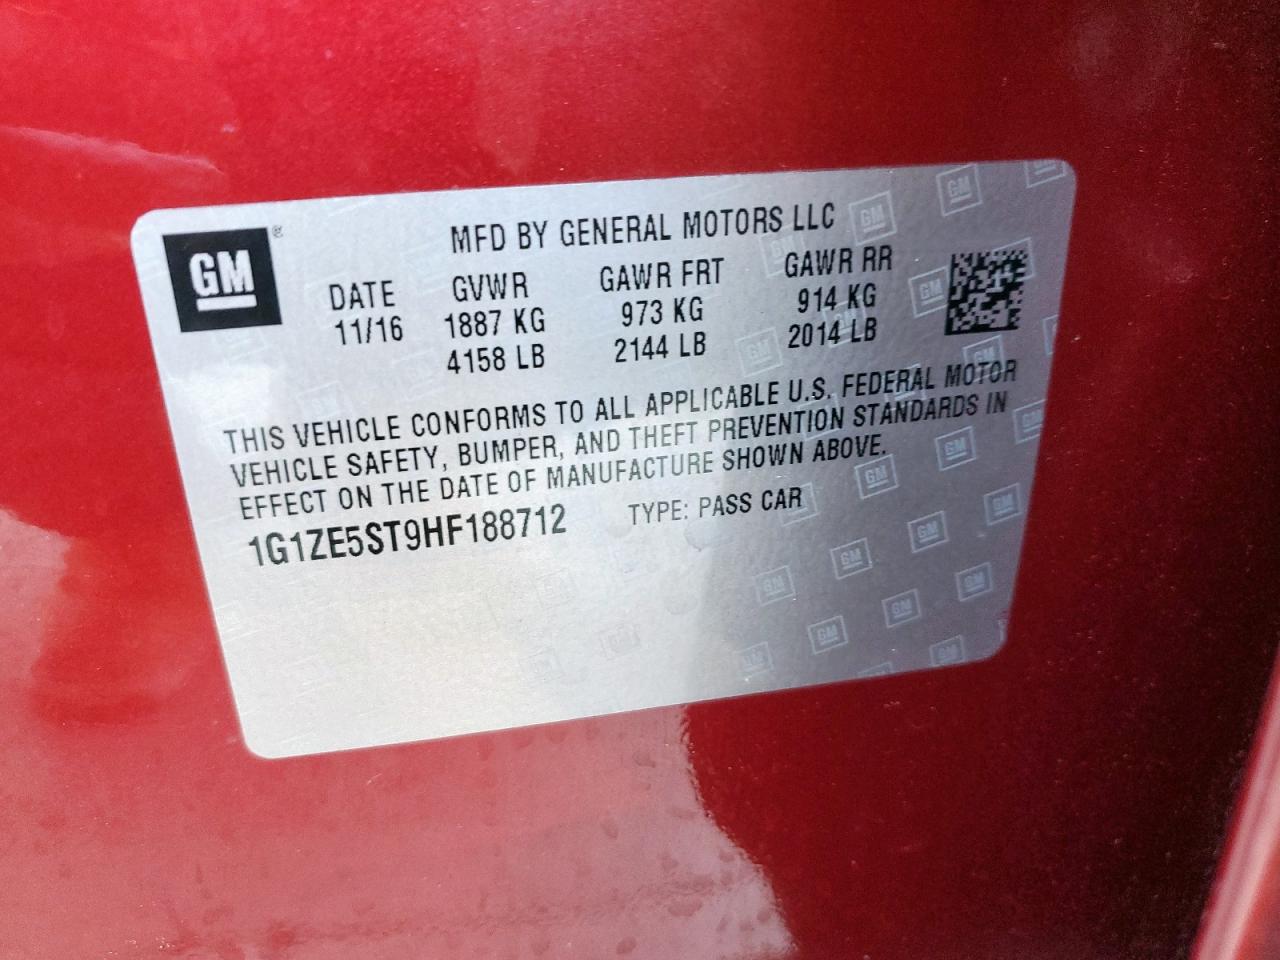 GM
MFD BY GENERAL MOTORS LLC
DATE GVWR GAWR FRT GAWR RR
11/16 1887 KG 973 KG 914 KG
4158 LB 2144 LB 2014 LB
THIS VEHICLE CONFORMS TO ALL APPLICABLE U.S. FEDERAL MOTOR
VEHICLE SAFETY, BUMPER, AND THEFT PREVENTION STANDARDS IN
EFFECT ON THE DATE OF MANUFACTURE SHOWN ABOVE.
1G1ZE5ST9HF188712 TYPE: PASS CAR